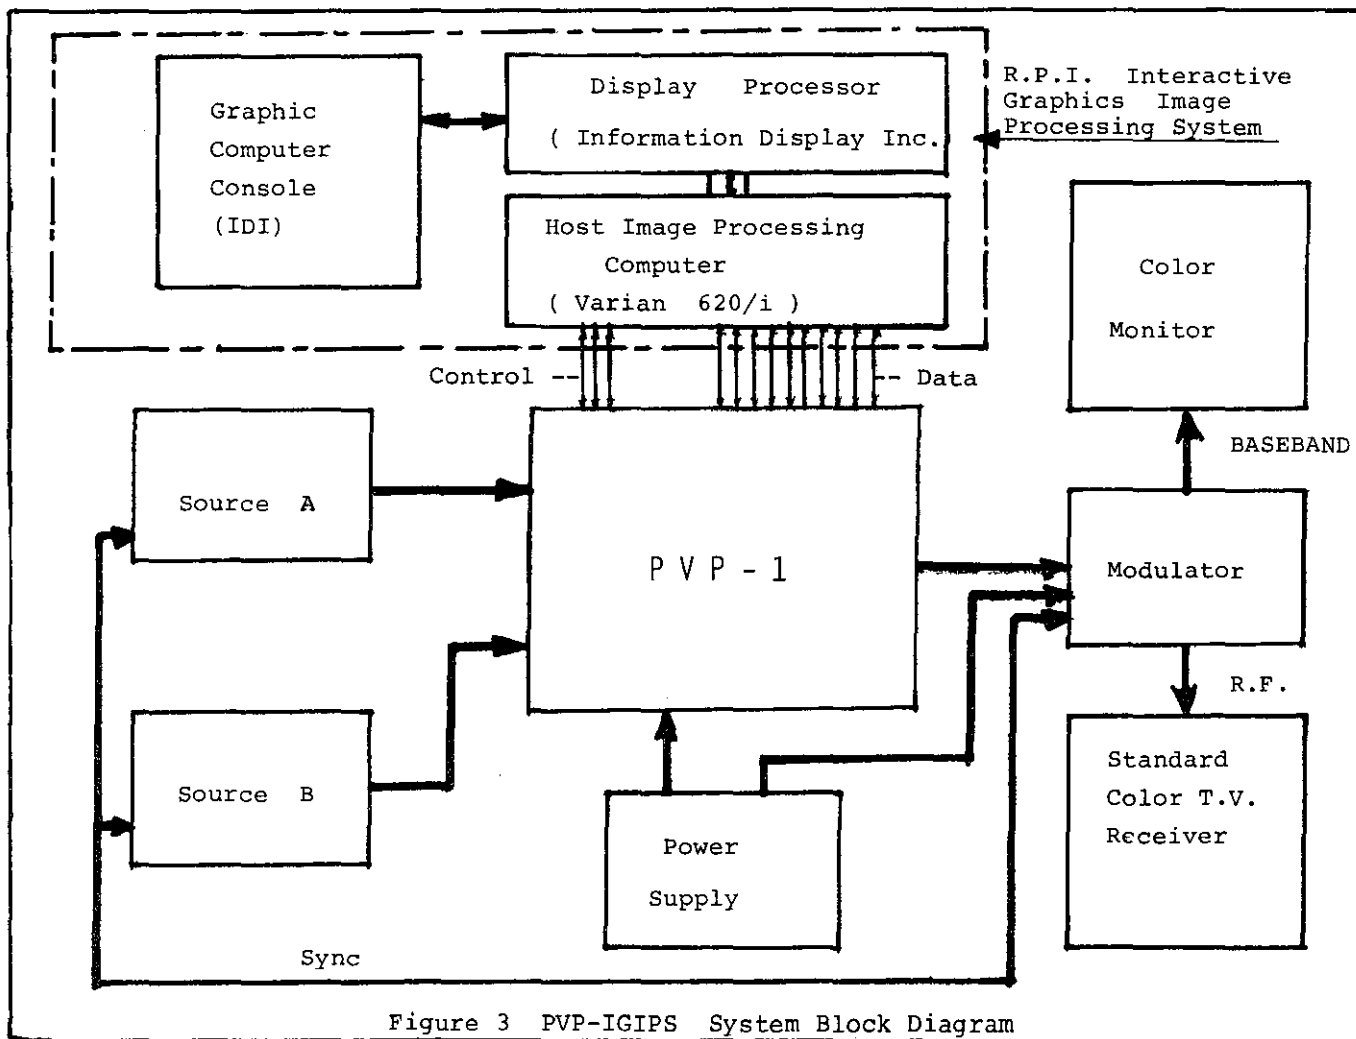 Graphic
Computer
Console
(IDI)
Display Processor
( Information Display Inc.
R.P.I. Interactive
Graphics Image
Processing System
Host Image Processing
Computer
( Varian 620/i )
Color
Monitor
Control --
-- Data
BASEBAND
Source A
PVP-1
Modulator
R.F.
Source B
Standard
Color T.V.
Receiver
Power
Supply
Sync
Figure 3 PVP-IGIPS System Block Diagram